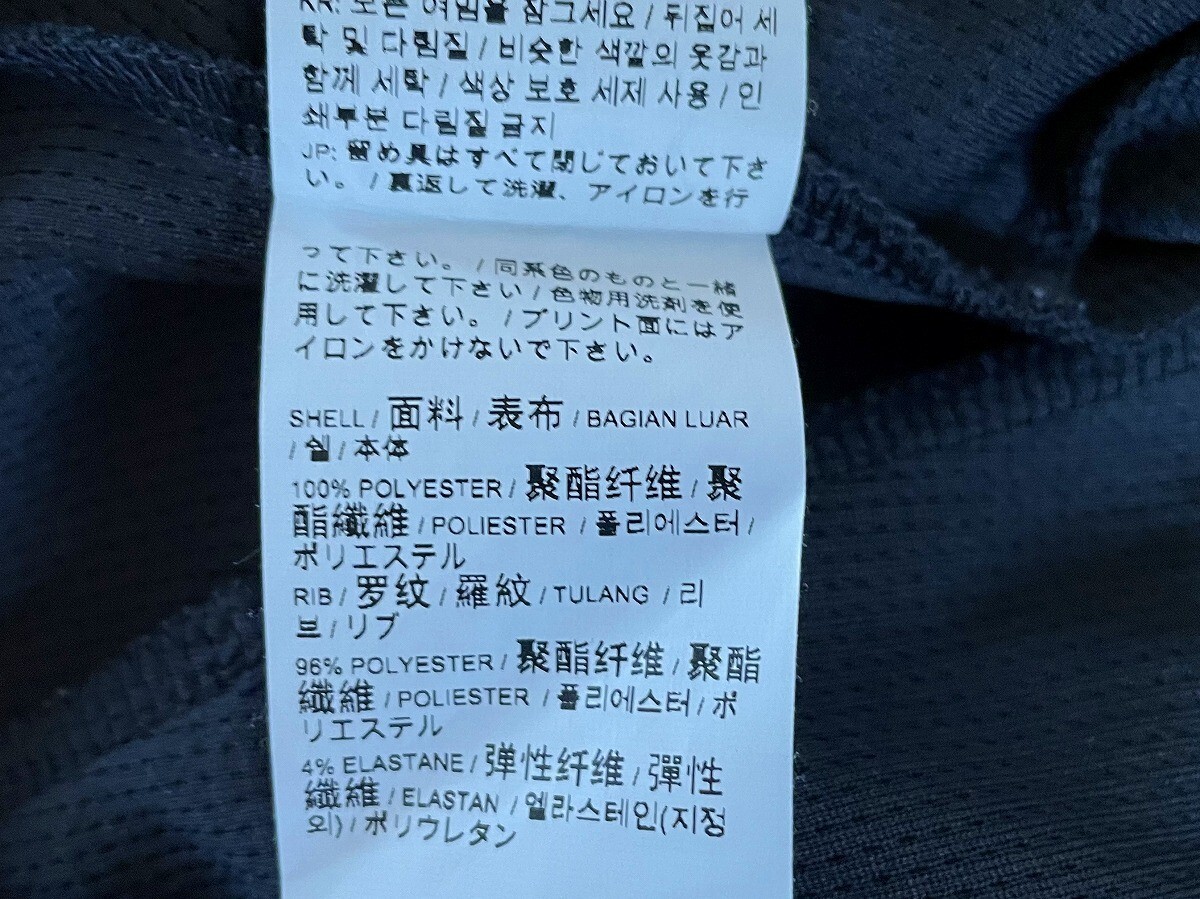 KR: 모든 여밈을 잠그세요 / 뒤집어 세
탁 및 다림질 / 비슷한 색깔의 옷감과
함께 세탁 / 색상 보호 세제 사용 / 인
쇄부분 다림질 금지
JP: 留め具はすべて閉じておいて下さ
い。 / 裏返して洗濯、アイロンを行
って下さい。 / 同系色のものと一緒
に洗濯して下さい / 色物用洗剤を使
用して下さい。 / プリント面にはア
イロンをかけないで下さい。
SHELL / 面料 / 表布 / BAGIAN LUAR
/ 쉘 / 本体
100% POLYESTER / 聚酯纤维 / 聚
酯纖維 / POLIESTER / 폴리에스터 /
ポリエステル
RIB / 罗纹 / 羅紋 / TULANG / 리
브 / リブ
96% POLYESTER / 聚酯纤维 / 聚酯
纖維 / POLIESTER / 폴리에스터 / ポ
リエステル
4% ELASTANE / 弹性纤维 / 彈性
纖維 / ELASTAN / 엘라스테인(지정
외) / ポリウレタン